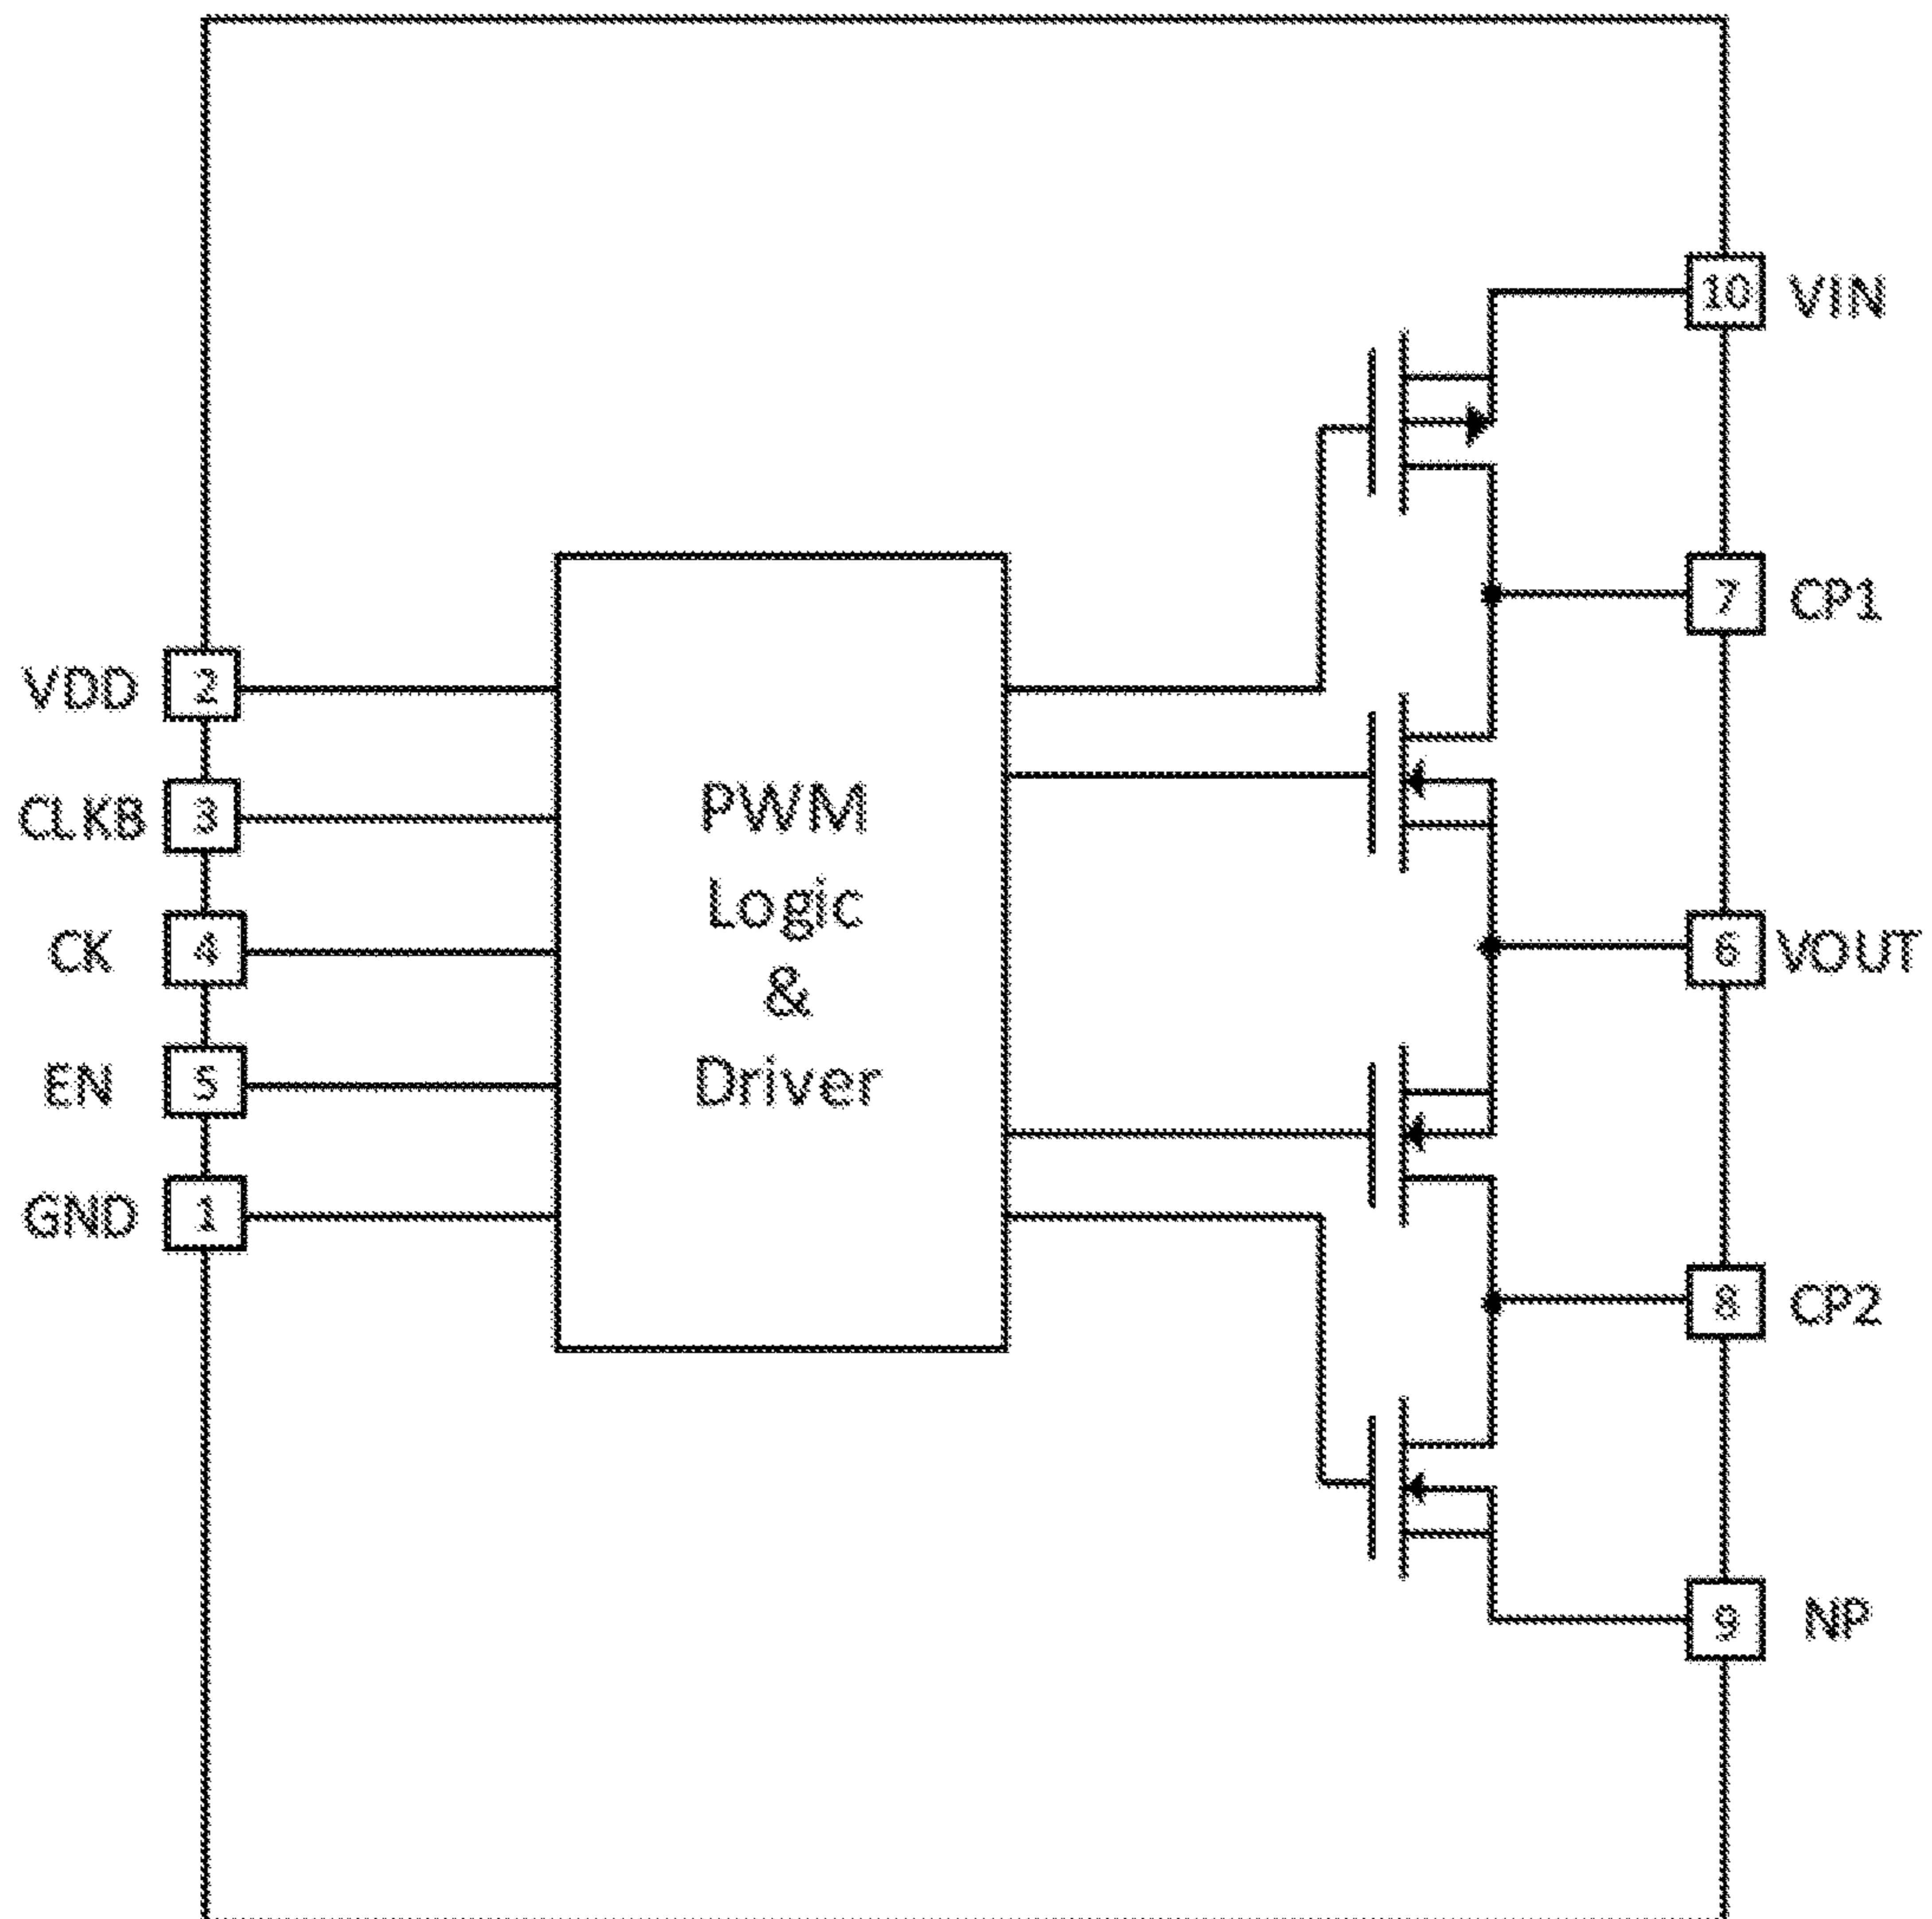 10 VIN
7 CP1
VDD 2
CLKB 3
PWM
Logic
&
Driver
CK 4
6 VOUT
EN 5
GND 1
8 CP2
9 NP